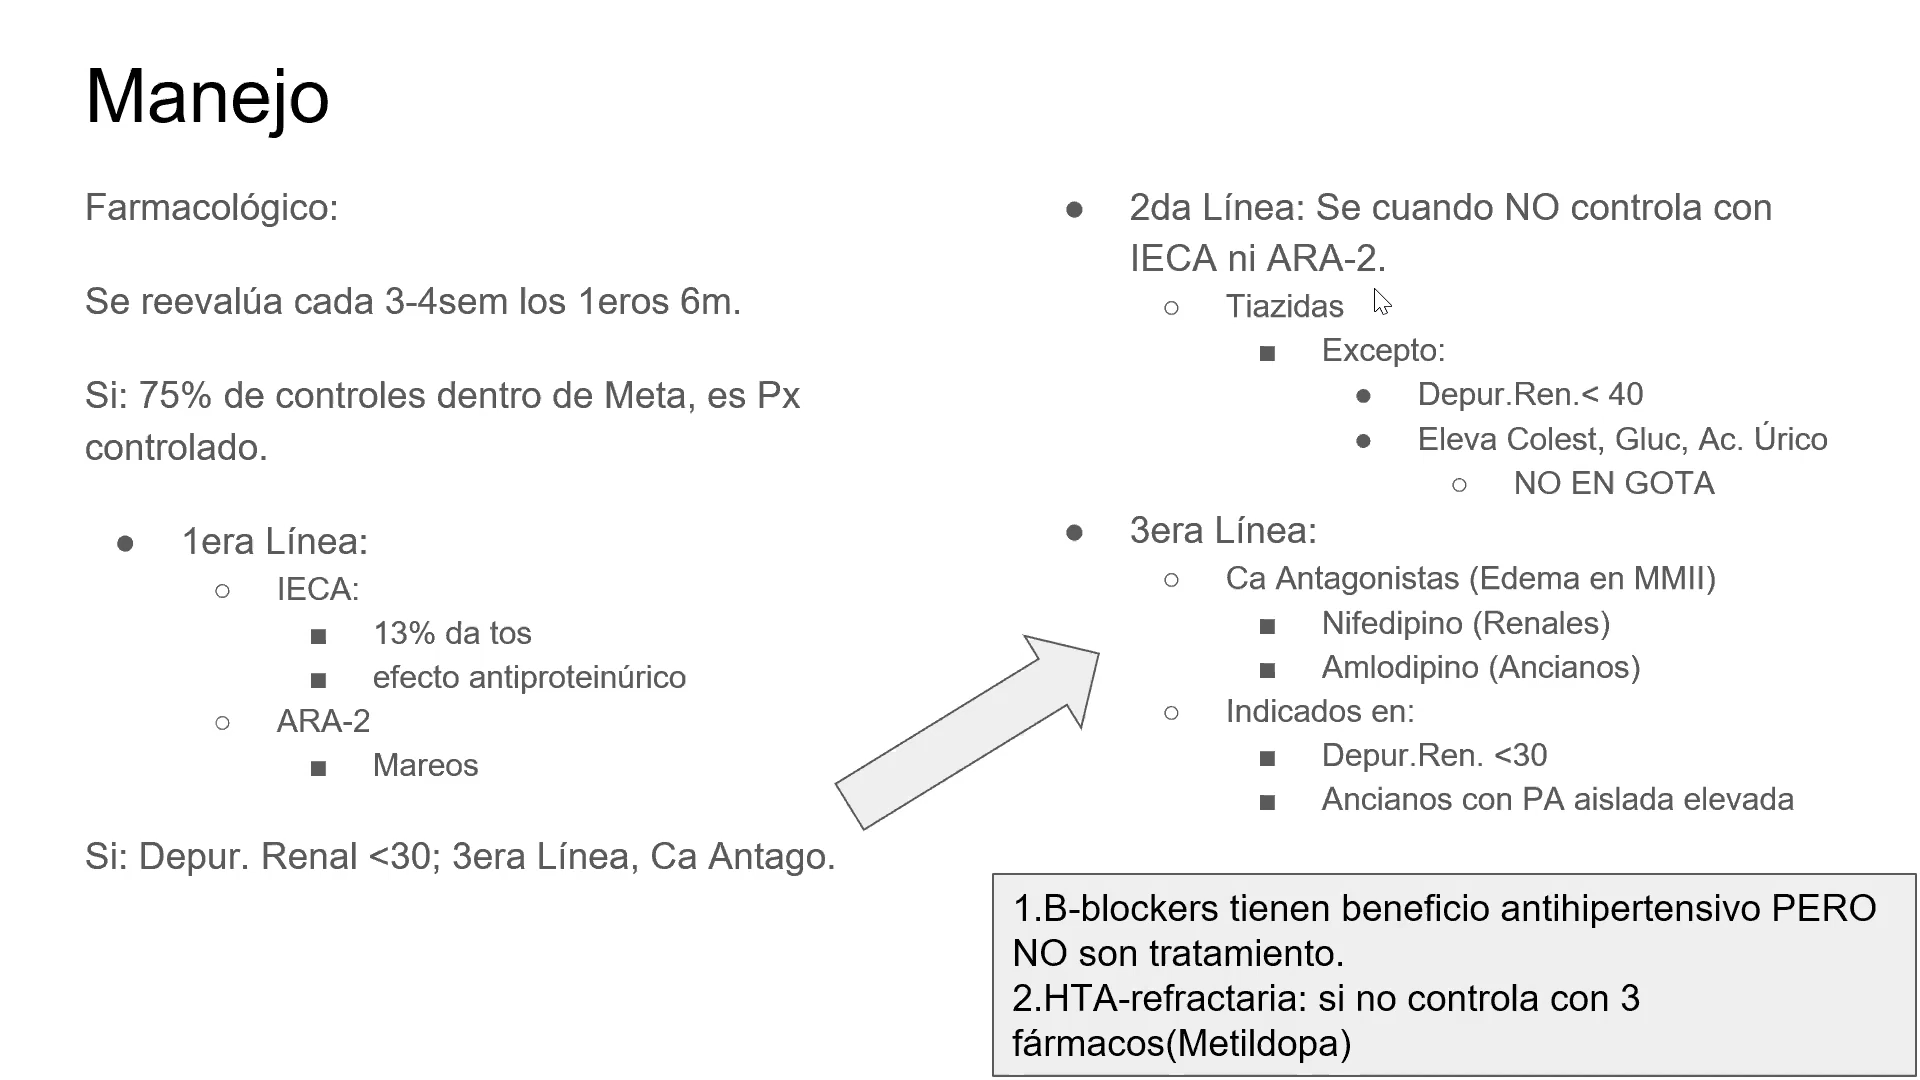 Manejo
Farmacológico:
Se reevalúa cada 3-4sem los 1eros 6m.
Si: 75% de controles dentro de Meta, es Px
controlado.
● 1era Línea:
○ IECA:
■ 13% da tos
■ efecto antiproteinúrico
○ ARA-2
■ Mareos
Si: Depur. Renal <30; 3era Línea, Ca Antago.
● 2da Línea: Se cuando NO controla con
IECA ni ARA-2.
○ Tiazidas
■ Excepto:
● Depur.Ren.< 40
● Eleva Colest, Gluc, Ac. Úrico
○ NO EN GOTA
● 3era Línea:
○ Ca Antagonistas (Edema en MMII)
■ Nifedipino (Renales)
■ Amlodipino (Ancianos)
○ Indicados en:
■ Depur.Ren. <30
■ Ancianos con PA aislada elevada
1.B-blockers tienen beneficio antihipertensivo PERO
NO son tratamiento.
2.HTA-refractaria: si no controla con 3
fármacos(Metildopa)